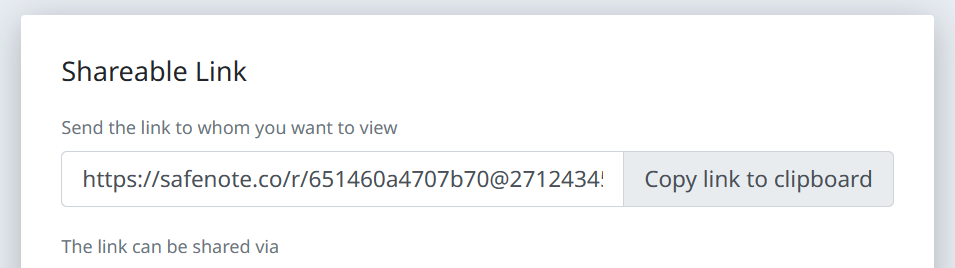 Shareable Link
Send the link to whom you want to view
https://safenote.co/r/651460a4707b70@27124345 Copy link to clipboard
The link can be shared via